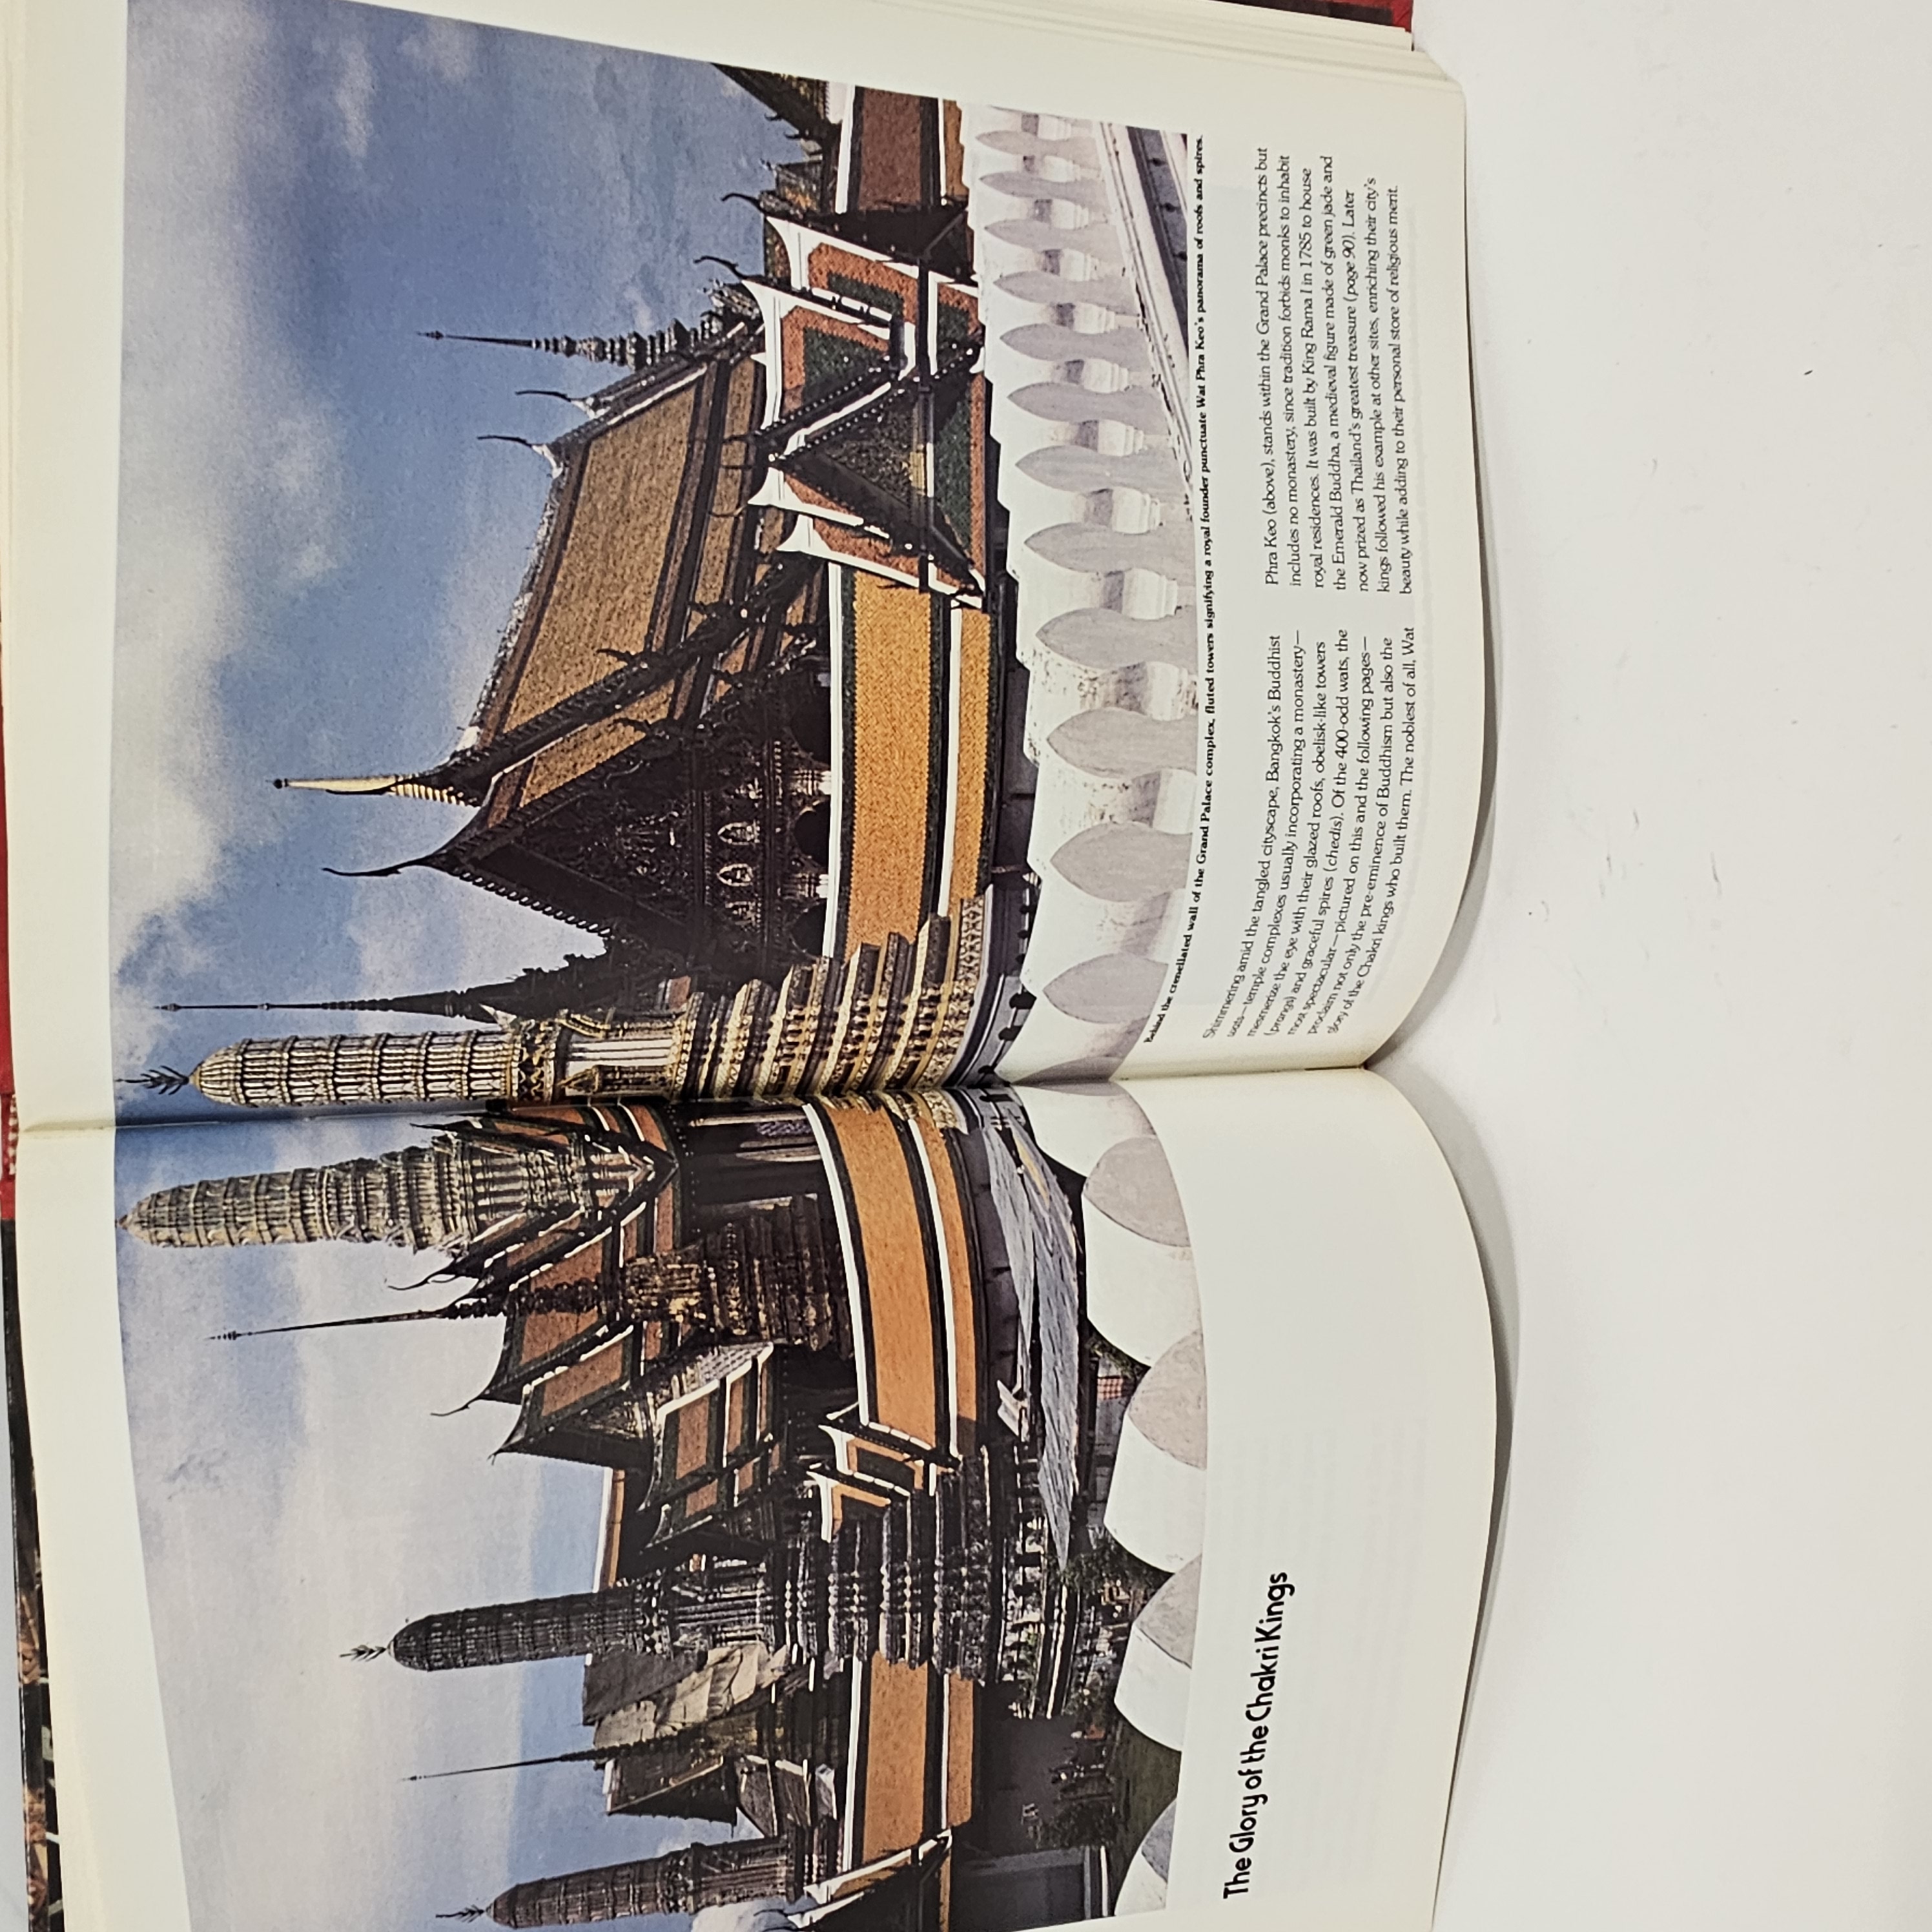 The Glory of the Chakri Kings
Behind the crenellated wall of the Grand Palace complex, fluted towers signifying a royal founder punctuate Wat Phra Keo's panorama of roofs and spires.
Shimmering amid the tangled cityscape, Bangkok's Buddhist
wats—temple complexes usually incorporating a monastery—
mesmerize the eye with their glazed roofs, obelisk-like towers
(prangs) and graceful spires (chedis). Of the 400-odd wats, the
most spectacular—pictured on this and the following pages—
proclaim not only the pre-eminence of Buddhism but also the
glory of the Chakri kings who built them. The noblest of all, Wat
Phra Keo (above), stands within the Grand Palace precincts but
includes no monastery, since tradition forbids monks to inhabit
royal residences. It was built by King Rama I in 1785 to house
the Emerald Buddha, a medieval figure made of green jade and
now prized as Thailand's greatest treasure (page 90). Later
kings followed his example at other sites, enriching their city's
beauty while adding to their personal store of religious merit.